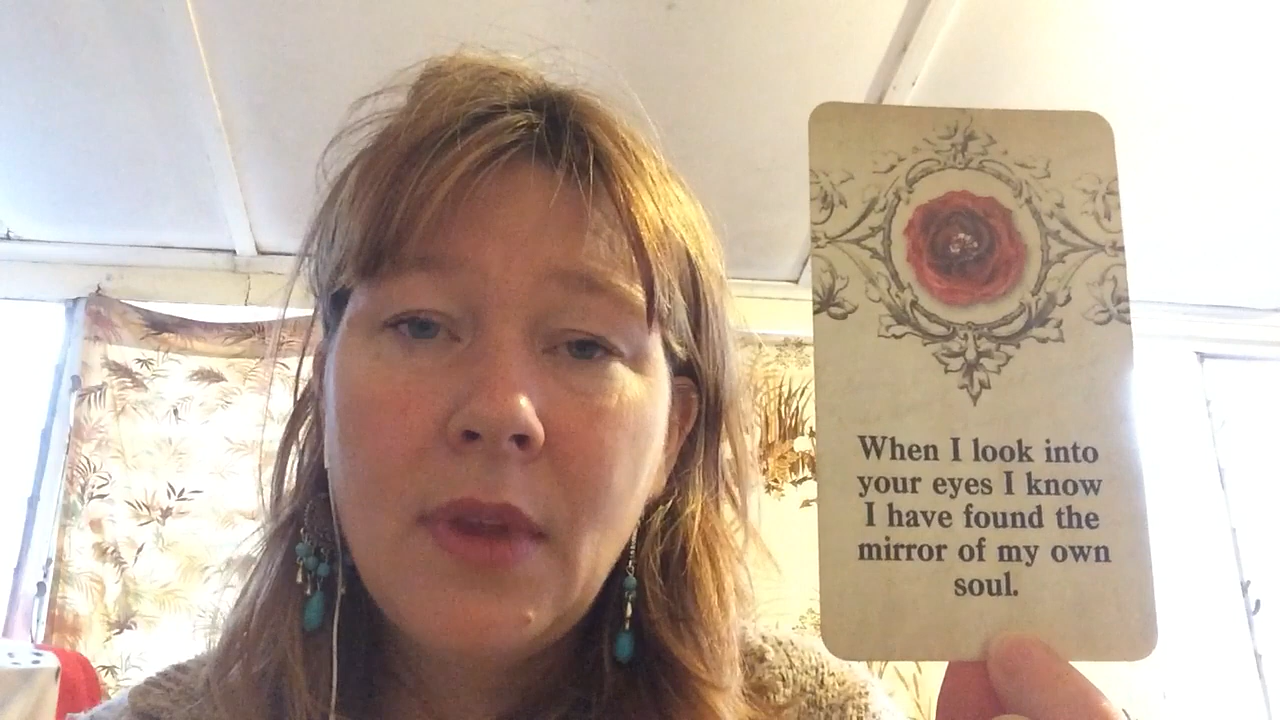 When I look into
your eyes I know
I have found the
mirror of my own
soul.